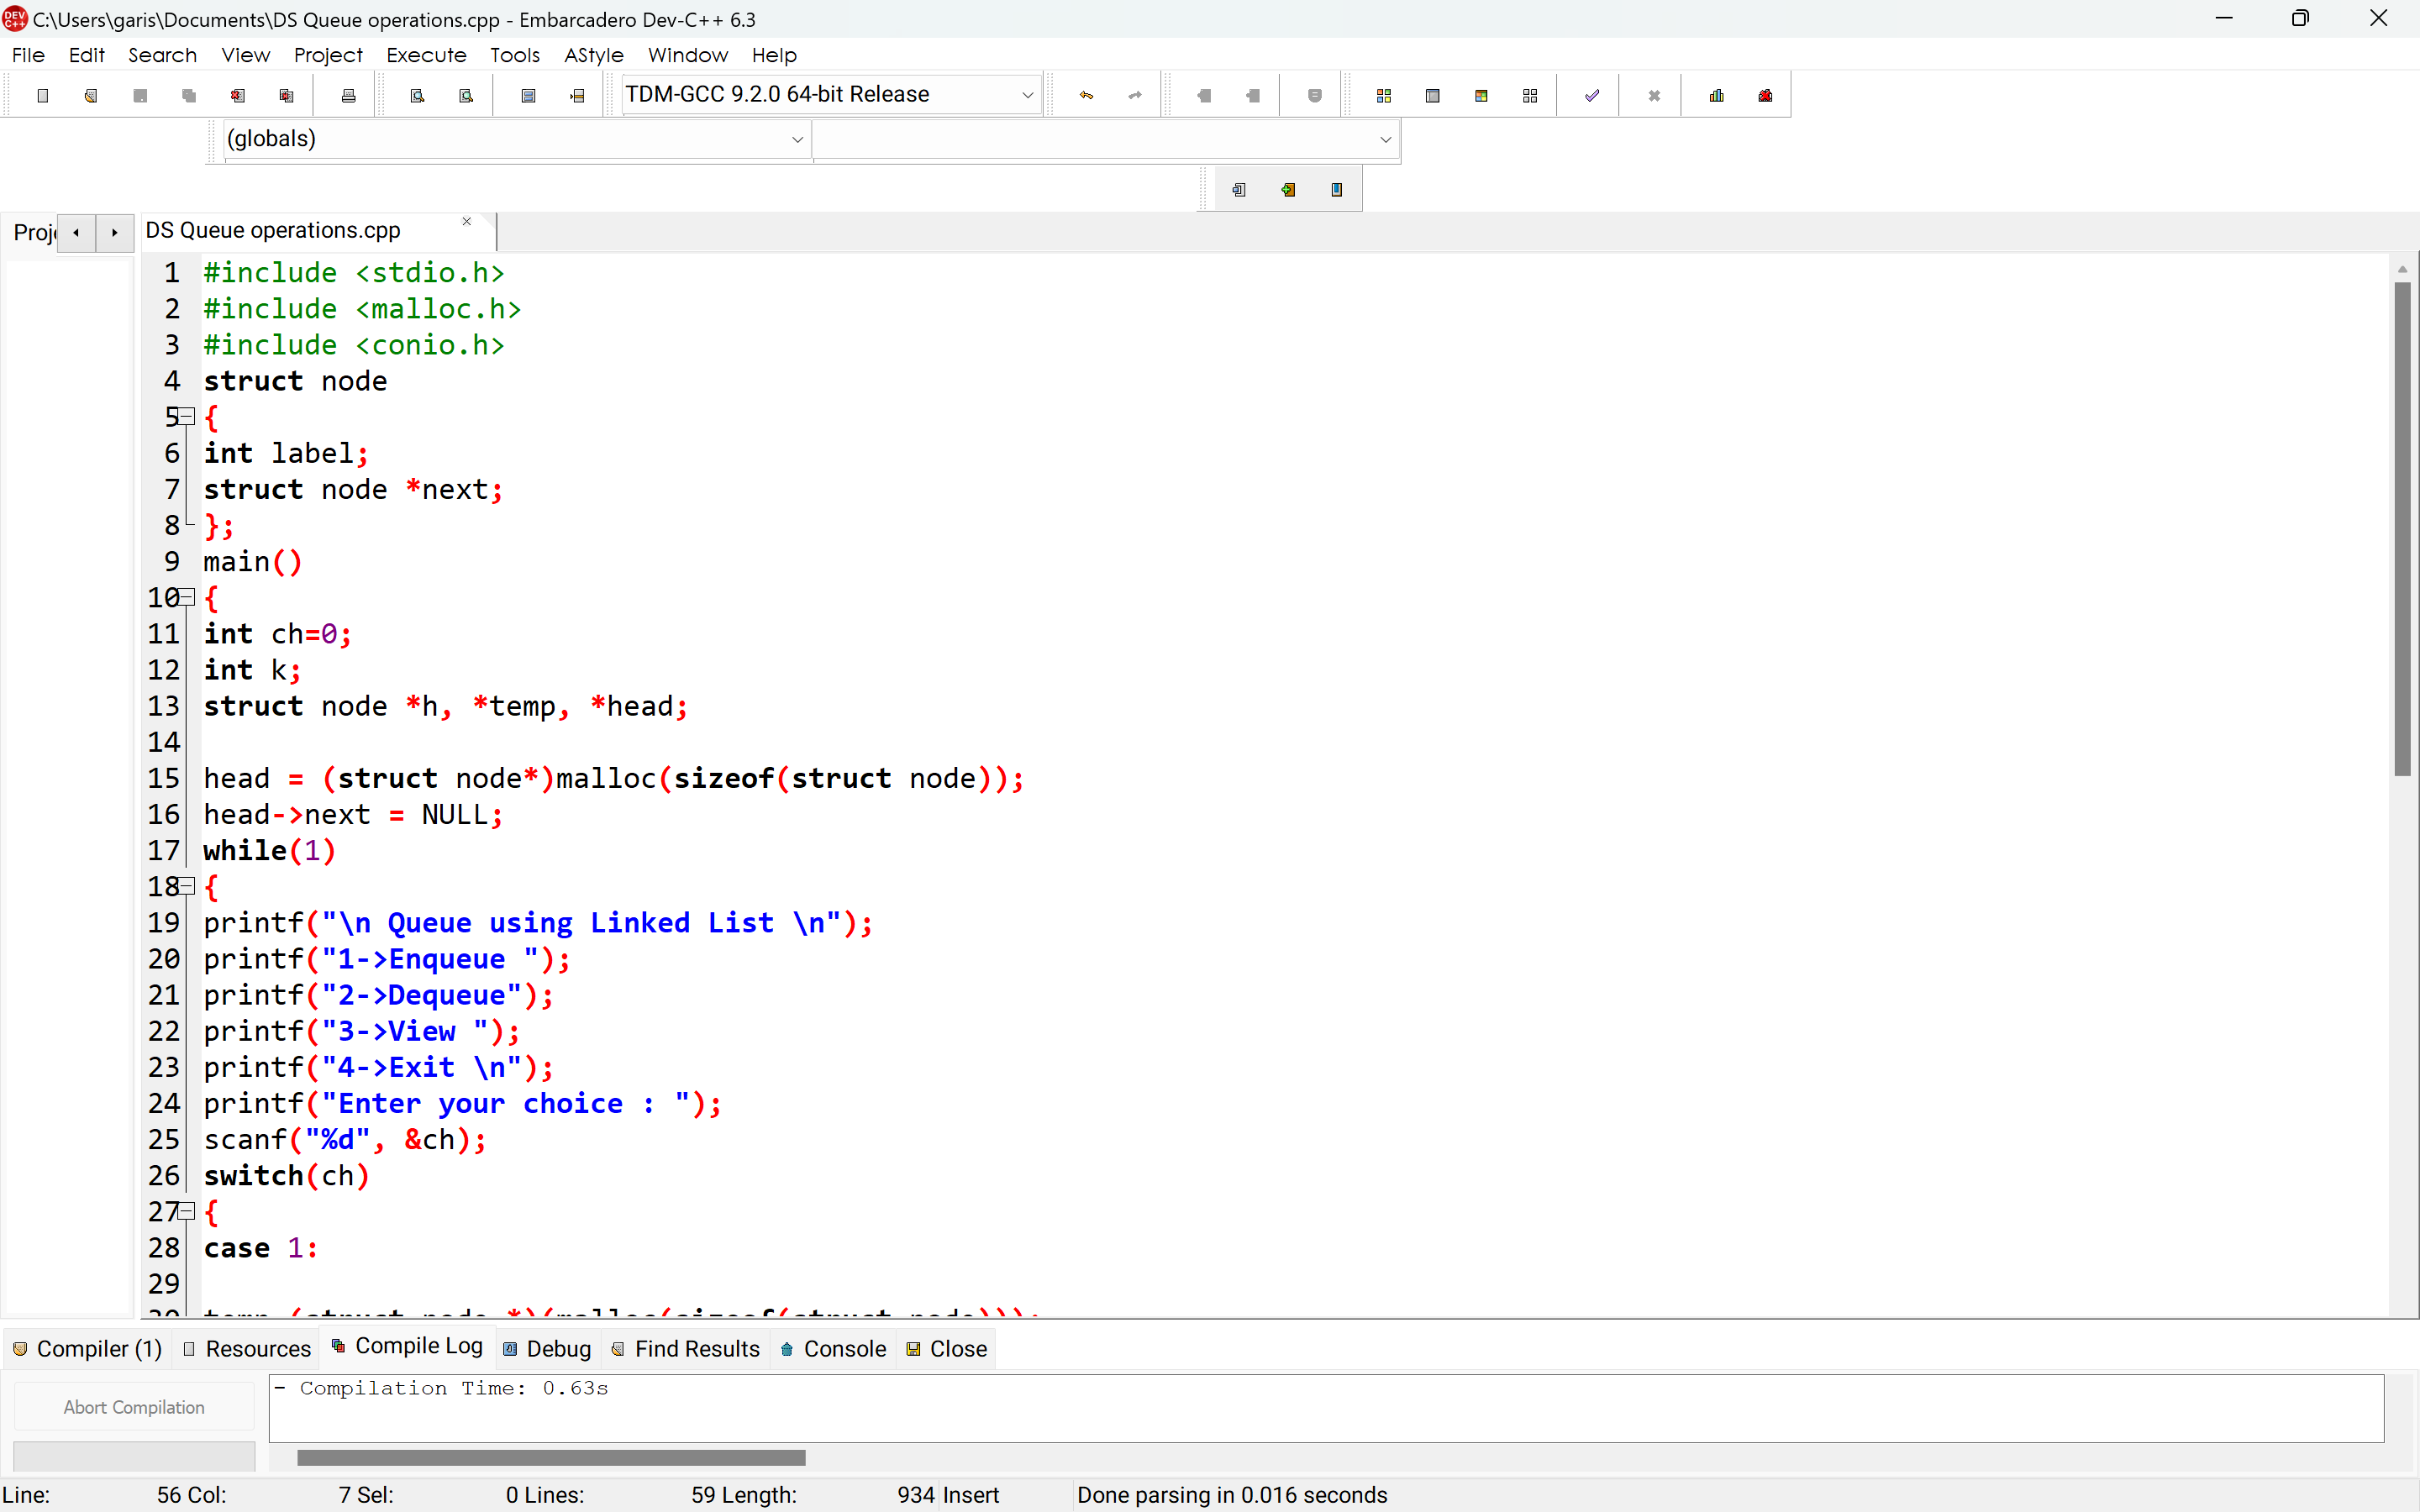 C:\Users\garis\Documents\DS Queue operations.cpp - Embarcadero Dev-C++ 6.3
File Edit Search View Project Execute Tools AStyle Window Help
TDM-GCC 9.2.0 64-bit Release
(globals)
Proj
DS Queue operations.cpp
1 #include <stdio.h>
2 #include <malloc.h>
3 #include <conio.h>
4 struct node
5 {
6 int label;
7 struct node *next;
8 };
9 main()
10 {
11 int ch=0;
12 int k;
13 struct node *h, *temp, *head;
14
15 head = (struct node*)malloc(sizeof(struct node));
16 head->next = NULL;
17 while(1)
18 {
19 printf("\n Queue using Linked List \n");
20 printf("1->Enqueue ");
21 printf("2->Dequeue");
22 printf("3->View ");
23 printf("4->Exit \n");
24 printf("Enter your choice : ");
25 scanf("%d", &ch);
26 switch(ch)
27 {
28 case 1:
29
Compiler (1) Resources Compile Log Debug Find Results Console Close
Abort Compilation
- Compilation Time: 0.63s
Line: 56 Col: 7 Sel: 0 Lines: 59 Length: 934 Insert Done parsing in 0.016 seconds